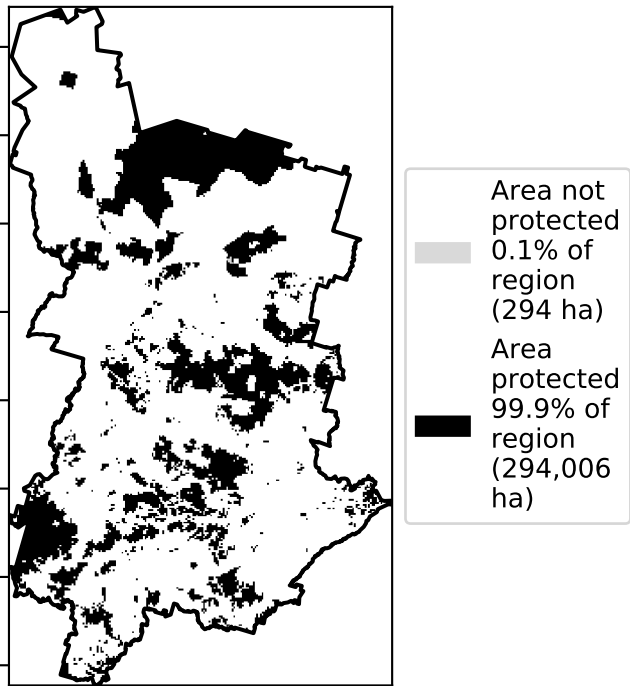 Area not
protected
0.1% of
region
(294 ha)
Area
protected
99.9% of
region
(294,006
ha)